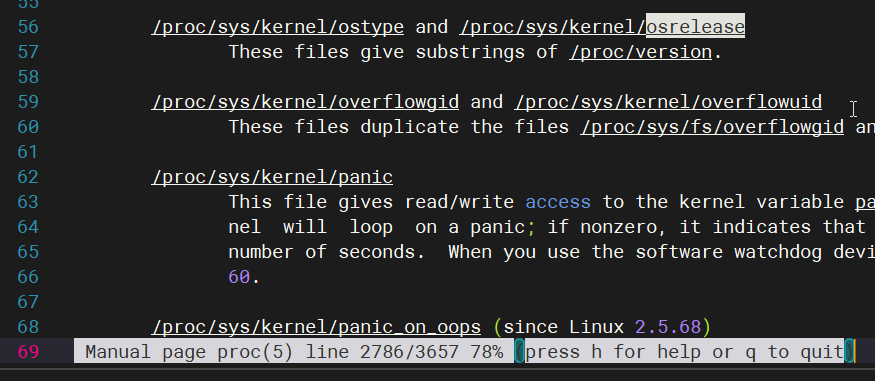 55
56 /proc/sys/kernel/ostype and /proc/sys/kernel/osrelease
57 These files give substrings of /proc/version.
58
59 /proc/sys/kernel/overflowgid and /proc/sys/kernel/overflowuid
60 These files duplicate the files /proc/sys/fs/overflowgid an
61
62 /proc/sys/kernel/panic
63 This file gives read/write access to the kernel variable pa
64 nel will loop on a panic; if nonzero, it indicates that
65 number of seconds. When you use the software watchdog devi
66 60.
67
68 /proc/sys/kernel/panic_on_oops (since Linux 2.5.68)
69 Manual page proc(5) line 2786/3657 78% (press h for help or q to quit)